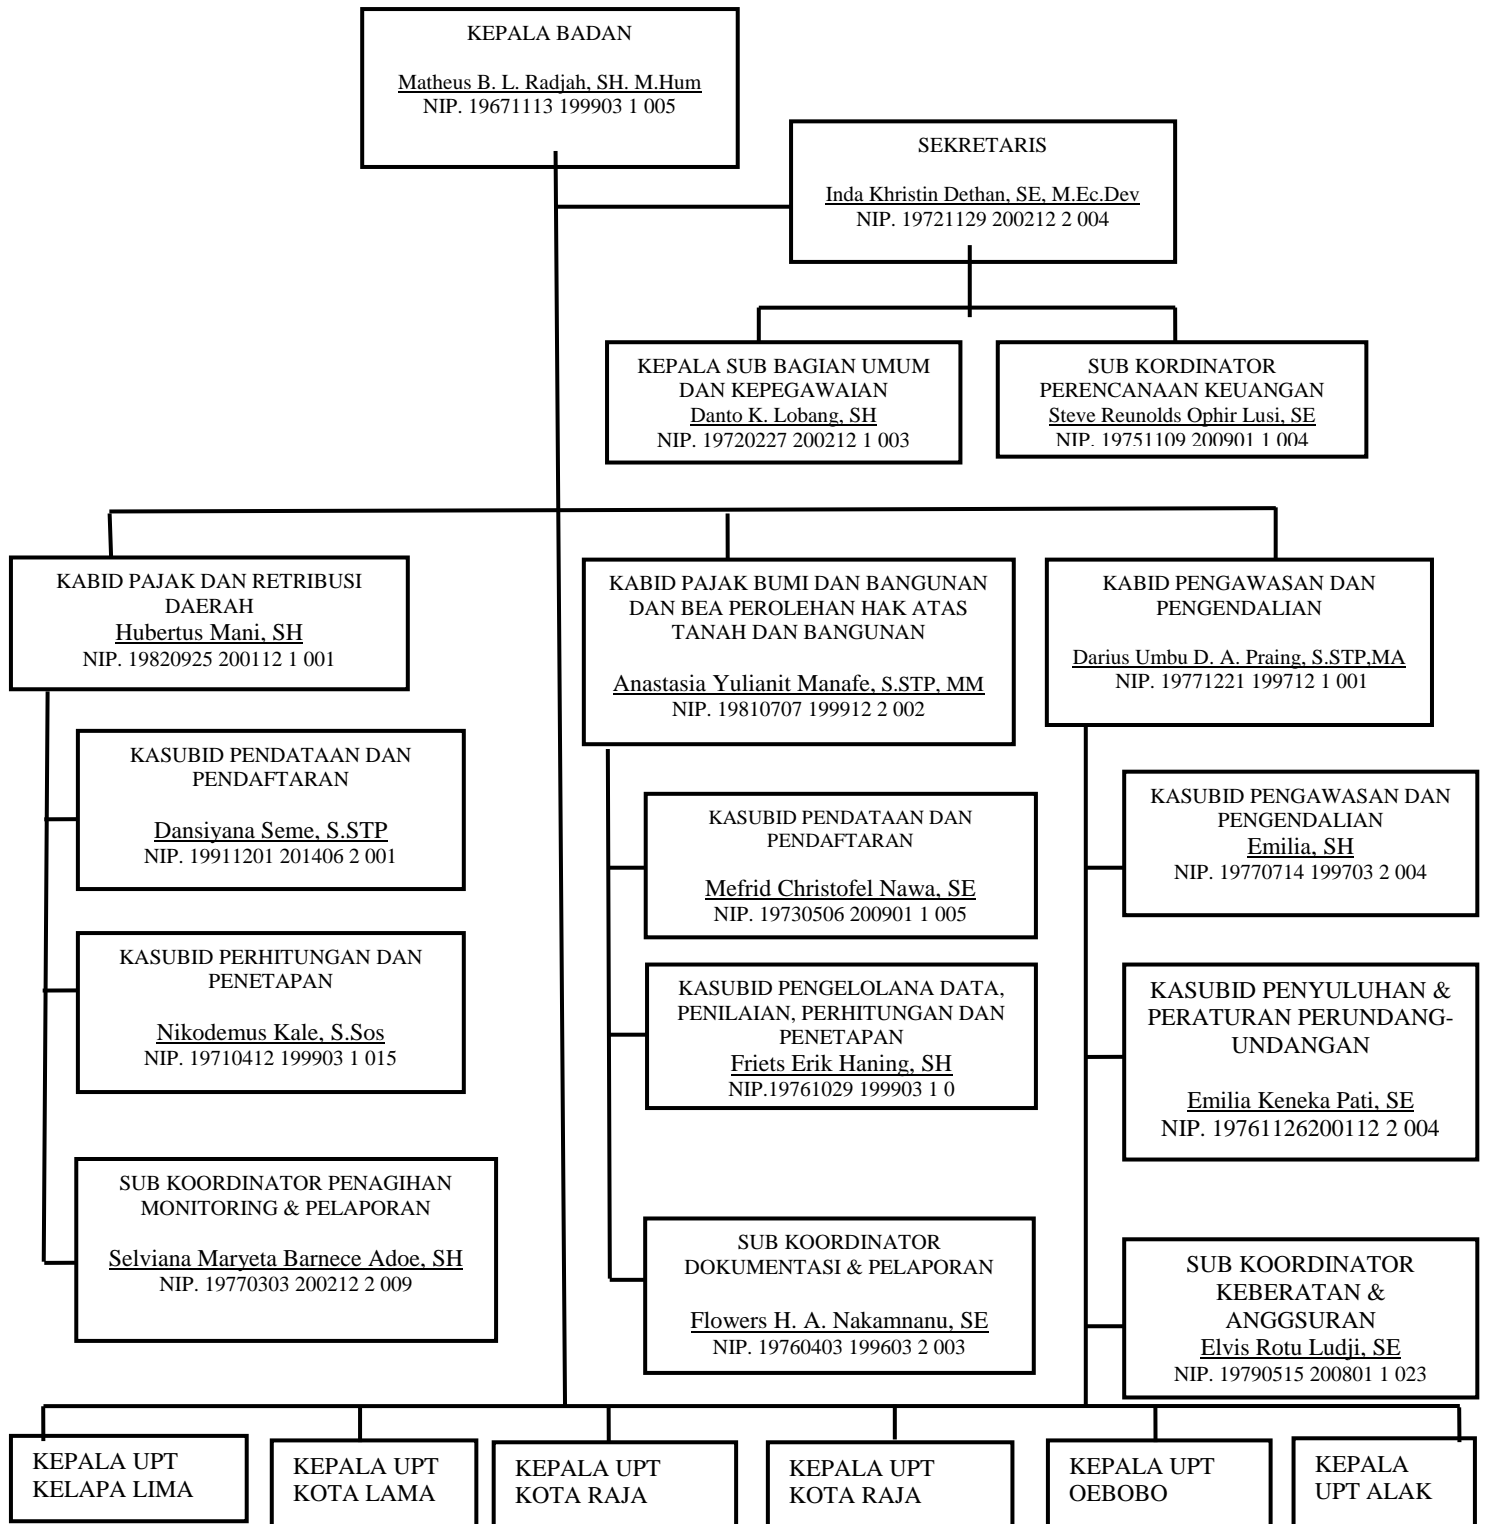 KEPALA BADAN
Matheus B. L. Radjah, SH. M.Hum
NIP. 19671113 199903 1 005
SEKRETARIS
Inda Khristin Dethan, SE, M.Ec.Dev
NIP. 19721129 200212 2 004
KEPALA SUB BAGIAN UMUM
DAN KEPEGAWAIAN
Danto K. Lobang, SH
NIP. 19720227 200212 1 003
SUB KORDINATOR
PERENCANAAN KEUANGAN
Steve Reunolds Ophir Lusi, SE
NIP. 19751109 200901 1 004
KABID PAJAK DAN RETRIBUSI
DAERAH
Hubertus Mani, SH
NIP. 19820925 200112 1 001
KASUBID PENDATAAN DAN
PENDAFTARAN
Dansiyana Seme, S.STP
NIP. 19911201 201406 2 001
KASUBID PERHITUNGAN DAN
PENETAPAN
Nikodemus Kale, S.Sos
NIP. 19710412 199903 1 015
SUB KOORDINATOR PENAGIHAN
MONITORING & PELAPORAN
Selviana Maryeta Barnece Adoe, SH
NIP. 19770303 200212 2 009
KABID PAJAK BUMI DAN BANGUNAN
DAN BEA PEROLEHAN HAK ATAS
TANAH DAN BANGUNAN
Anastasia Yulianit Manafe, S.STP, MM
NIP. 19810707 199912 2 002
KASUBID PENDATAAN DAN
PENDAFTARAN
Mefrid Christofel Nawa, SE
NIP. 19730506 200901 1 005
KASUBID PENGELOLANA DATA,
PENILAIAN, PERHITUNGAN DAN
PENETAPAN
Friets Erik Haning, SH
NIP.19761029 199903 1 0
SUB KOORDINATOR
DOKUMENTASI & PELAPORAN
Flowers H. A. Nakamnanu, SE
NIP. 19760403 199603 2 003
KABID PENGAWASAN DAN
PENGENDALIAN
Darius Umbu D. A. Praing, S.STP,MA
NIP. 19771221 199712 1 001
KASUBID PENGAWASAN DAN
PENGENDALIAN
Emilia, SH
NIP. 19770714 199703 2 004
KASUBID PENYULUHAN &
PERATURAN PERUNDANG-
UNDANGAN
Emilia Keneka Pati, SE
NIP. 19761126200112 2 004
SUB KOORDINATOR
KEBERATAN &
ANGGSURAN
Elvis Rotu Ludji, SE
NIP. 19790515 200801 1 023
KEPALA UPT
KELAPA LIMA
KEPALA UPT
KOTA LAMA
KEPALA UPT
KOTA RAJA
KEPALA UPT
KOTA RAJA
KEPALA UPT
OEBOBO
KEPALA
UPT ALAK